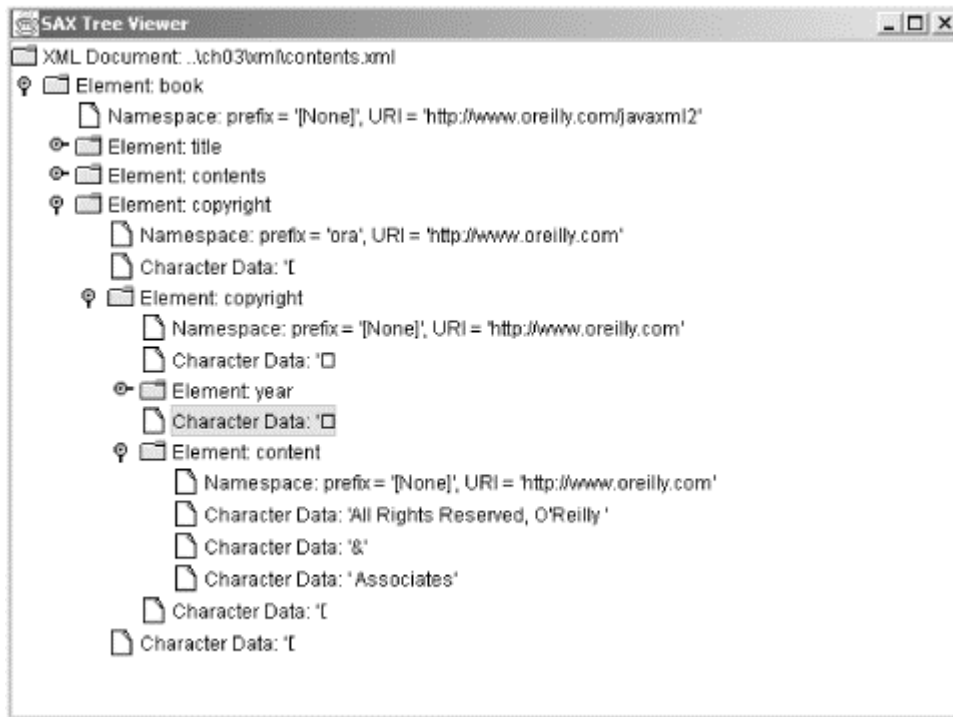 SAX Tree Viewer
XML Document: ..\ch03\xml\contents.xml
Element: book
Namespace: prefix = '[None]', URI = 'http://www.oreilly.com/javaxml2'
Element: title
Element: contents
Element: copyright
Namespace: prefix = 'ora', URI = 'http://www.oreilly.com'
Character Data: '[
Element: copyright
Namespace: prefix = '[None]', URI = 'http://www.oreilly.com'
Character Data: '□
Element: year
Character Data: '□
Element: content
Namespace: prefix = '[None]', URI = 'http://www.oreilly.com'
Character Data: 'All Rights Reserved, O'Reilly '
Character Data: '&'
Character Data: ' Associates'
Character Data: '[
Character Data: '[